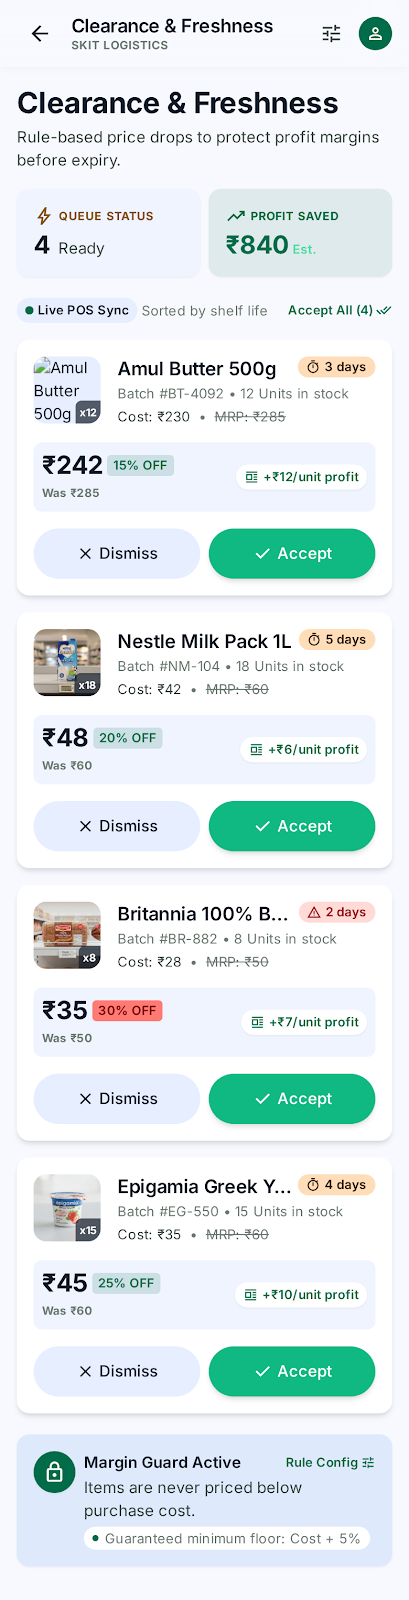 Clearance & Freshness
SKIT LOGISTICS
Clearance & Freshness
Rule-based price drops to protect profit margins
before expiry.
QUEUE STATUS
4 Ready
PROFIT SAVED
₹840 Est.
Live POS Sync
Sorted by shelf life
Accept All (4)
Amul
Butter
500g
x12
Amul Butter 500g
3 days
Batch #BT-4092 • 12 Units in stock
Cost: ₹230 • MRP: ₹285
₹242 15% OFF
Was ₹285
+₹12/unit profit
Dismiss
Accept
x18
Nestle Milk Pack 1L
5 days
Batch #NM-104 • 18 Units in stock
Cost: ₹42 • MRP: ₹60
₹48 20% OFF
Was ₹60
+₹6/unit profit
Dismiss
Accept
x8
Britannia 100% B...
2 days
Batch #BR-882 • 8 Units in stock
Cost: ₹28 • MRP: ₹50
₹35 30% OFF
Was ₹50
+₹7/unit profit
Dismiss
Accept
epigamia
x15
Epigamia Greek Y...
4 days
Batch #EG-550 • 15 Units in stock
Cost: ₹35 • MRP: ₹60
₹45 25% OFF
Was ₹60
+₹10/unit profit
Dismiss
Accept
Margin Guard Active
Rule Config
Items are never priced below
purchase cost.
Guaranteed minimum floor: Cost + 5%